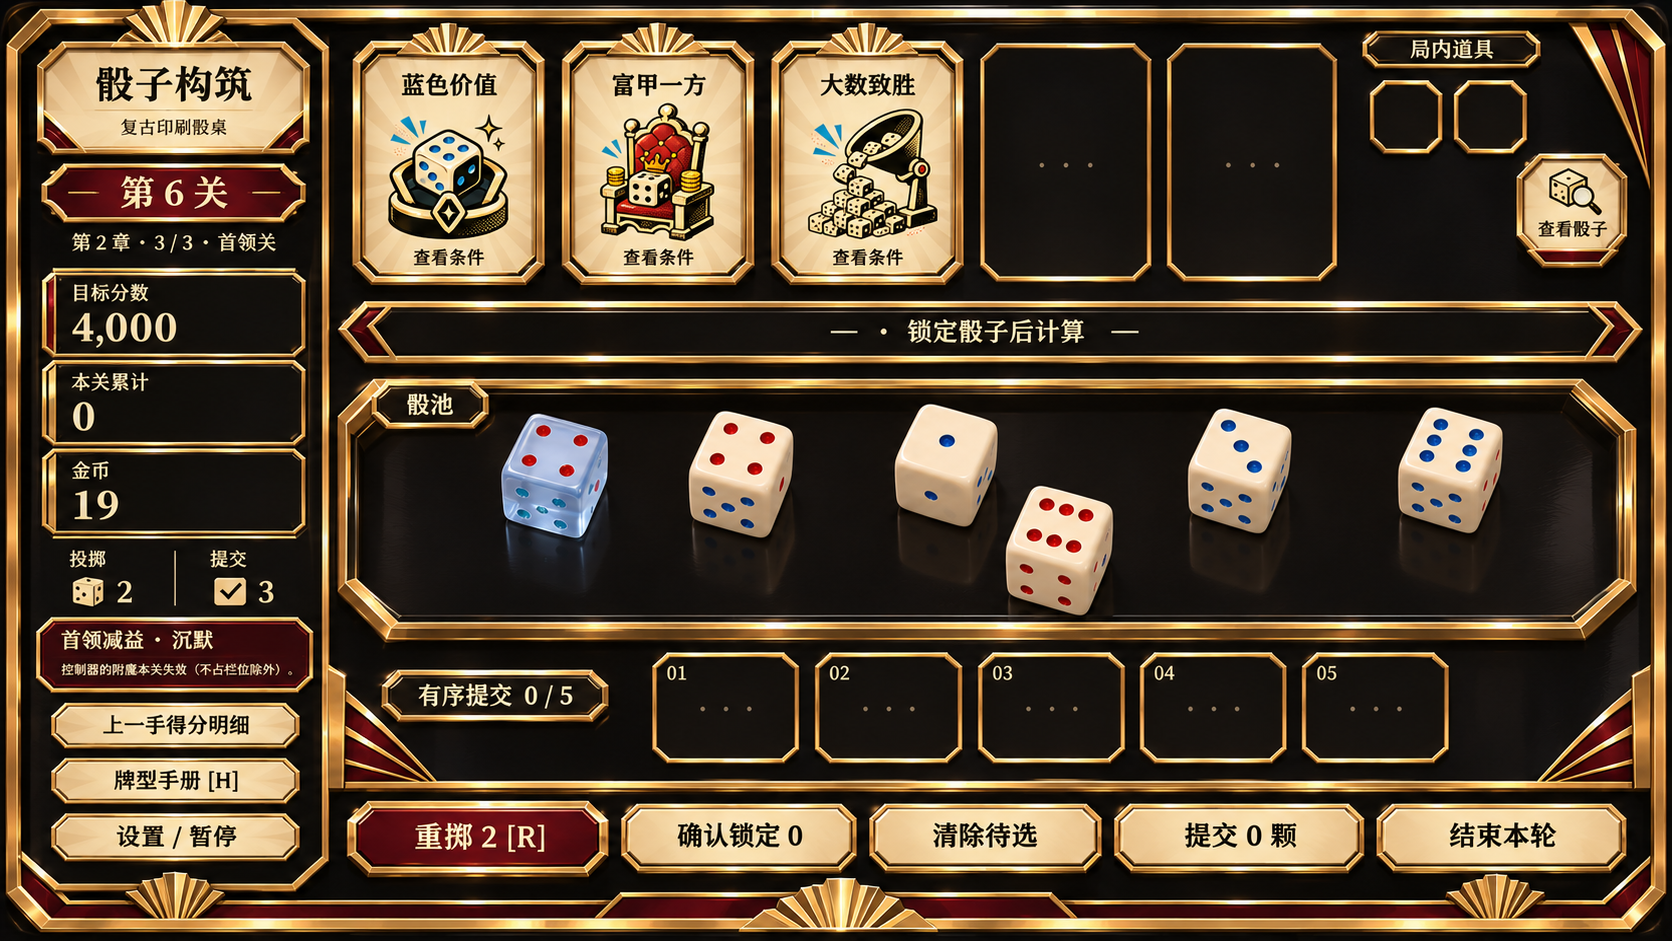 骰子构筑
复古印刷骰桌
第 6 关
第 2 章 · 3 / 3 · 首领关
目标分数
4,000
本关累计
0
金币
19
投掷
2
提交
3
首领减益 · 沉默
控制器的附魔本关失效（不占栏位除外）。
上一手得分明细
牌型手册 [H]
设置 / 暂停
蓝色价值
查看条件
富甲一方
查看条件
大数致胜
查看条件
局内道具
查看骰子
— · 锁定骰子后计算 —
骰池
有序提交 0 / 5
01
02
03
04
05
重掷 2 [R]
确认锁定 0
清除待选
提交 0 颗
结束本轮